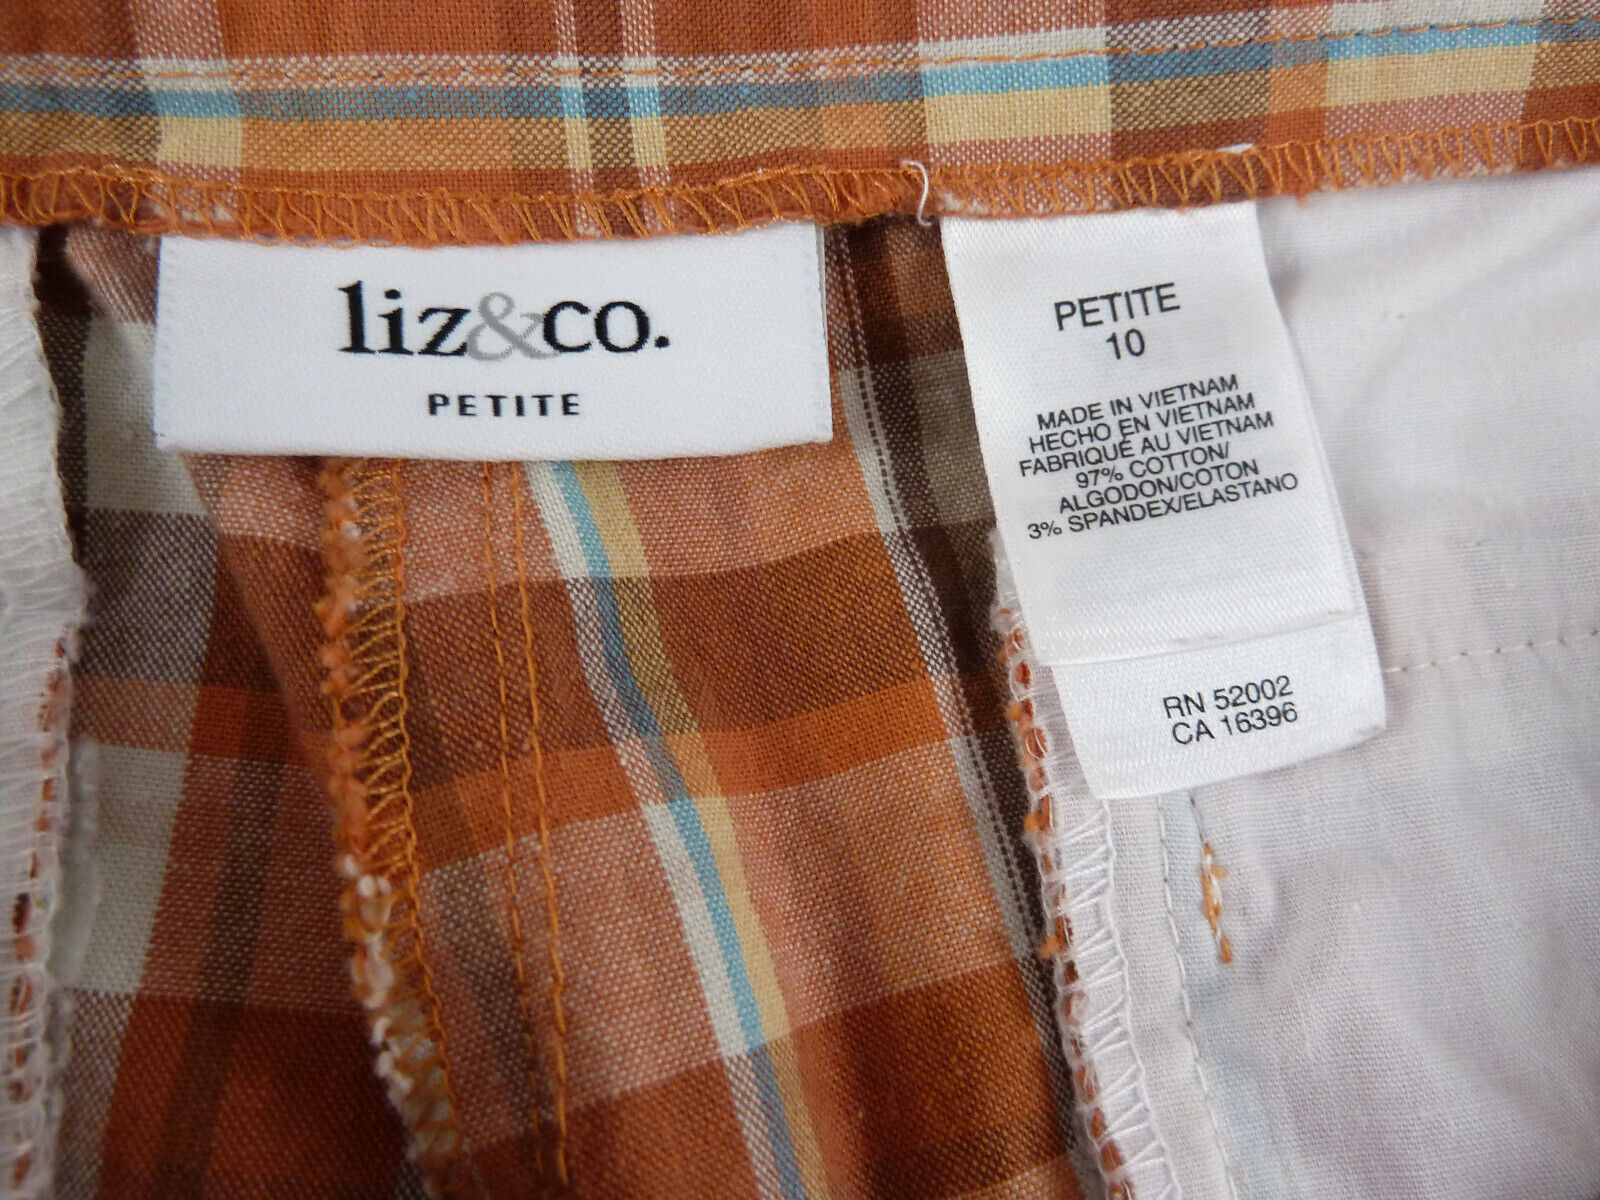 liz&co.
PETITE
PETITE
10
MADE IN VIETNAM
HECHO EN VIETNAM
FABRIQUÉ AU VIETNAM
97% COTTON/
ALGODON/COTON
3% SPANDEX/ELASTANO
RN 52002
CA 16396